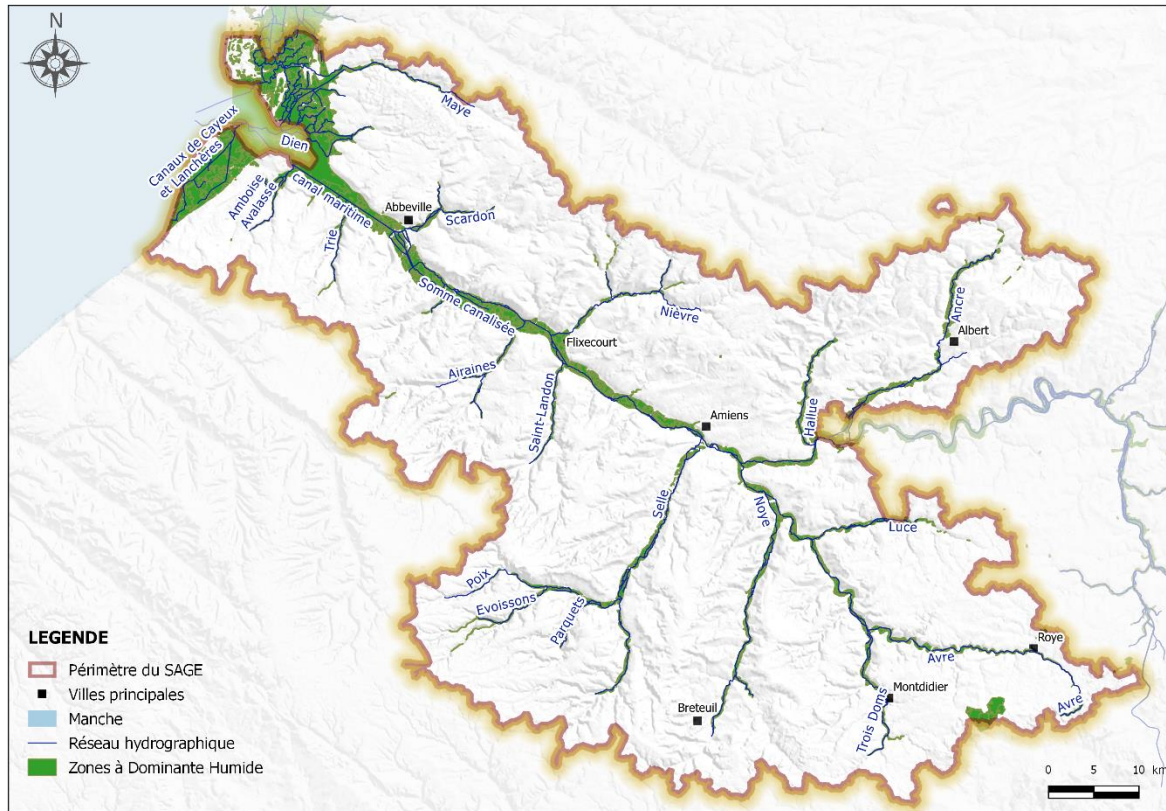 N
Maye
Canaux de Cayeux
et Lanchères
Dien
Amboise
Avalasse
canal maritime
Abbeville
Scardon
Trie
Somme canalisée
Nièvre
Ancre
Albert
Flixecourt
Airaines
Saint-Landon
Amiens
Hallue
Selle
Noye
Luce
Poix
Evoissons
Parquets
Roye
Avre
Montdidier
Avre
Breteuil
Trois Doms
LEGENDE
Périmètre du SAGE
Villes principales
Manche
Réseau hydrographique
Zones à Dominante Humide
0 5 10 km